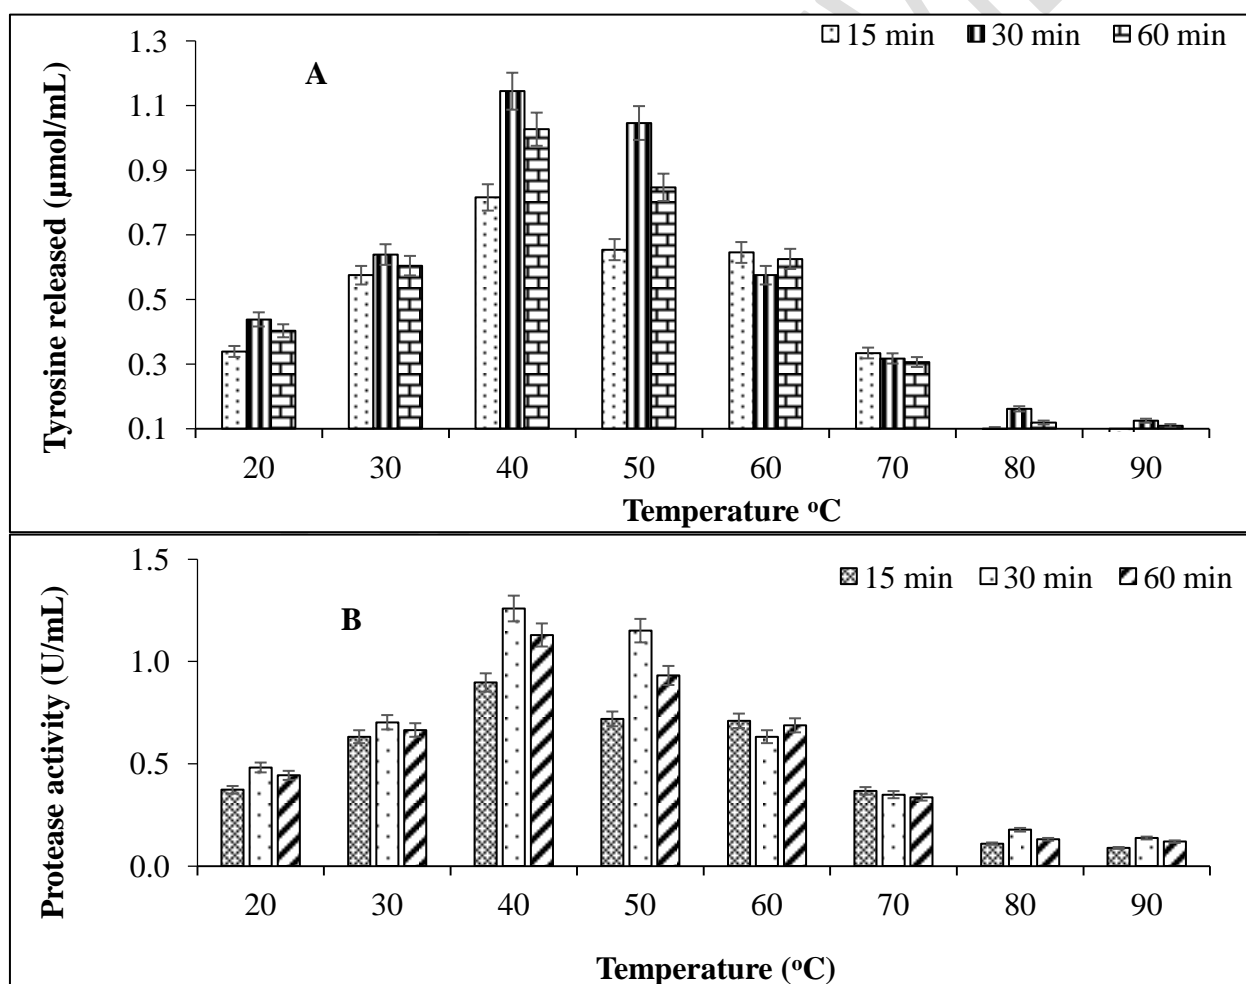 15 min 30 min 60 min
A
Tyrosine released (µmol/mL)
1.3
1.1
0.9
0.7
0.5
0.3
0.1
20 30 40 50 60 70 80 90
Temperature ºC
15 min 30 min 60 min
B
Protease activity (U/mL)
1.5
1.0
0.5
0.0
20 30 40 50 60 70 80 90
Temperature (ºC)